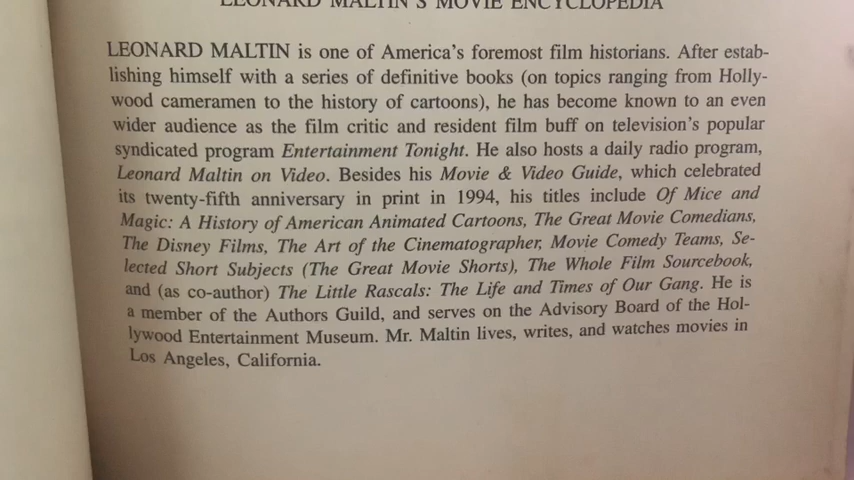 LEONARD MALTIN'S MOVIE ENCYCLOPEDIA
LEONARD MALTIN is one of America's foremost film historians. After estab-
lishing himself with a series of definitive books (on topics ranging from Holly-
wood cameramen to the history of cartoons), he has become known to an even
wider audience as the film critic and resident film buff on television's popular
syndicated program Entertainment Tonight. He also hosts a daily radio program,
Leonard Maltin on Video. Besides his Movie & Video Guide, which celebrated
its twenty-fifth anniversary in print in 1994, his titles include Of Mice and
Magic: A History of American Animated Cartoons, The Great Movie Comedians,
The Disney Films, The Art of the Cinematographer, Movie Comedy Teams, Se-
lected Short Subjects (The Great Movie Shorts), The Whole Film Sourcebook,
and (as co-author) The Little Rascals: The Life and Times of Our Gang. He is
a member of the Authors Guild, and serves on the Advisory Board of the Hol-
lywood Entertainment Museum. Mr. Maltin lives, writes, and watches movies in
Los Angeles, California.